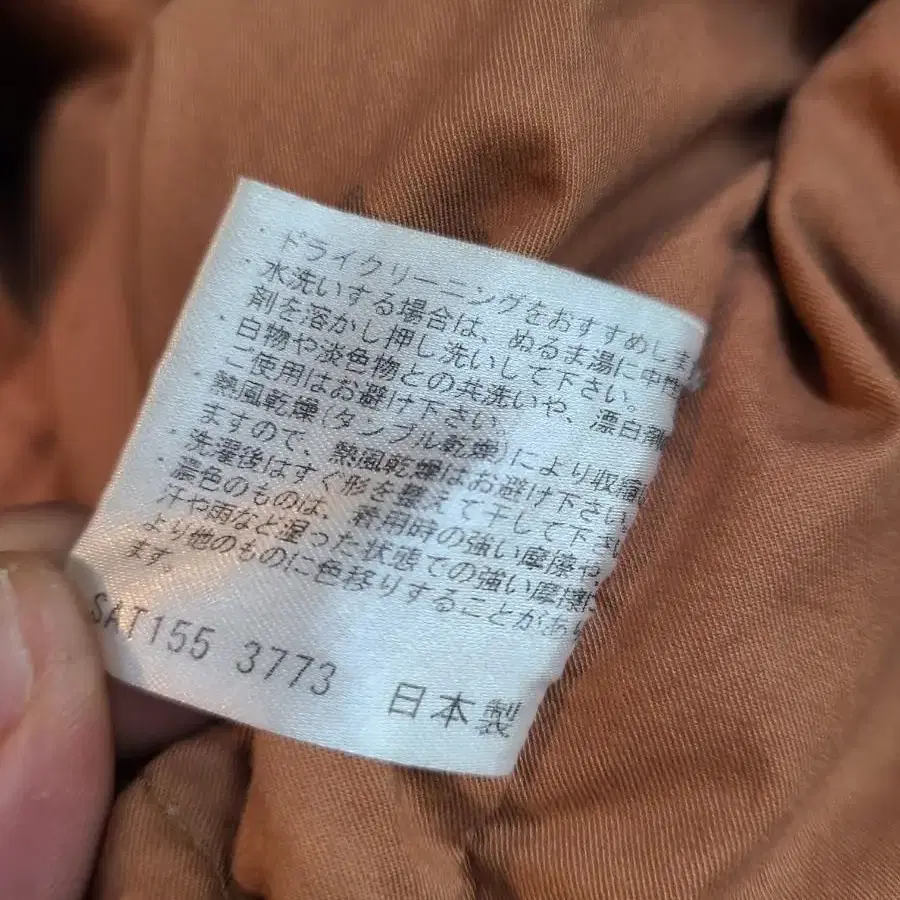 ・ドライクリーニングをおすすめしま
・水洗いする場合は、ぬるま湯に中性
剤を溶かし押し洗いして下さい。
・白物や淡色物との共洗いや、漂白剤
ご使用はお避け下さい。
・熱風乾燥(タンブル乾燥)により収縮
ますので、熱風乾燥はお避け下さい
・洗濯後はすぐ形を整えて干して下さ
・濃色のものは、着用時の強い摩擦や、
汗や雨など湿った状態での強い摩擦に
より他のものに色移りすることがあり
ます。
SAT155 3773 日本製